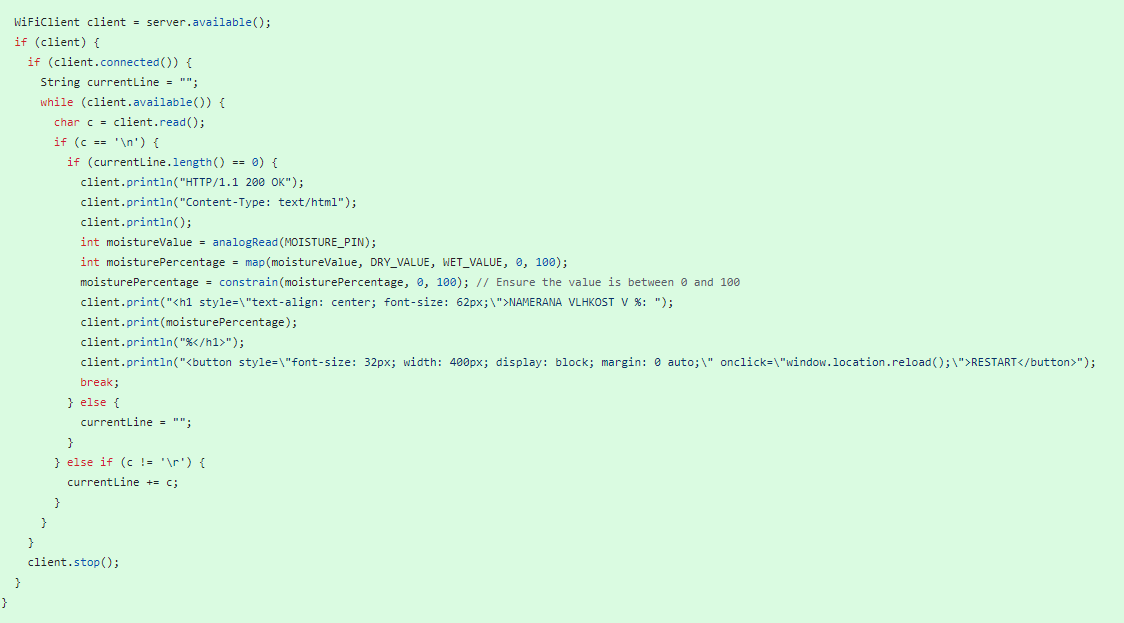 WiFiClient client = server.available();
  if (client) {
    if (client.connected()) {
      String currentLine = "";
      while (client.available()) {
        char c = client.read();
        if (c == '\n') {
          if (currentLine.length() == 0) {
            client.println("HTTP/1.1 200 OK");
            client.println("Content-Type: text/html");
            client.println();
            int moistureValue = analogRead(MOISTURE_PIN);
            int moisturePercentage = map(moistureValue, DRY_VALUE, WET_VALUE, 0, 100);
            moisturePercentage = constrain(moisturePercentage, 0, 100); // Ensure the value is between 0 and 100
            client.print("<h1 style=\"text-align: center; font-size: 62px;\">NAMERANA VLHKOST V %: ");
            client.print(moisturePercentage);
            client.println("%</h1>");
            client.println("<button style=\"font-size: 32px; width: 400px; display: block; margin: 0 auto;\" onclick=\"window.location.reload();\">RESTART</button>");
            break;
          } else {
            currentLine = "";
          }
        } else if (c != '\r') {
          currentLine += c;
        }
      }
    }
    client.stop();
  }
}